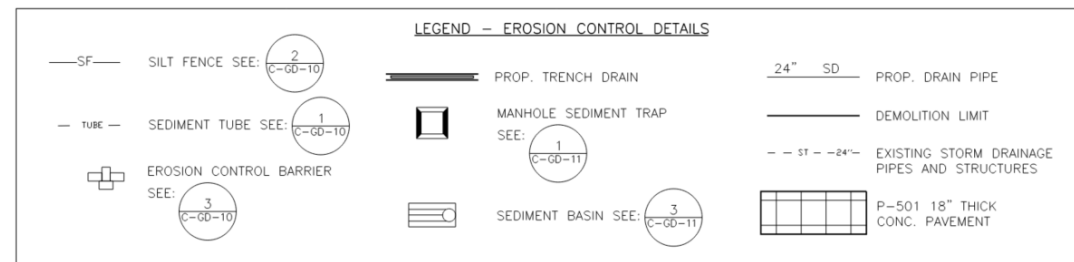 LEGEND – EROSION CONTROL DETAILS
SF
SILT FENCE SEE:
2
C-GD-10
TUBE
SEDIMENT TUBE SEE:
1
C-GD-10
EROSION CONTROL BARRIER
SEE:
3
C-GD-10
PROP. TRENCH DRAIN
MANHOLE SEDIMENT TRAP
SEE:
1
C-GD-11
SEDIMENT BASIN SEE:
3
C-GD-11
24" SD
PROP. DRAIN PIPE
DEMOLITION LIMIT
ST 24"
EXISTING STORM DRAINAGE
PIPES AND STRUCTURES
P-501 18" THICK
CONC. PAVEMENT